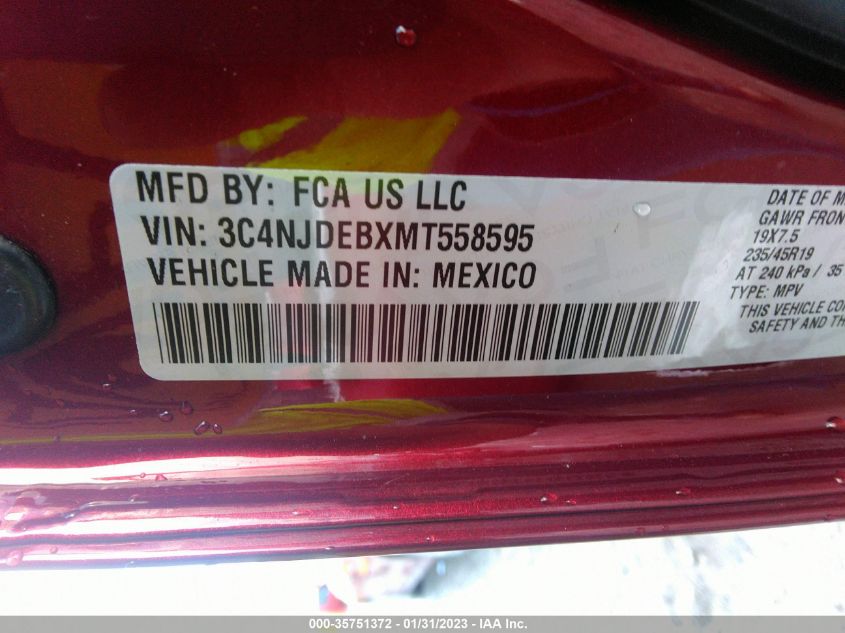 MFD BY: FCA US LLC
VIN: 3C4NJDEBXMT558595
VEHICLE MADE IN: MEXICO
DATE OF M
GAWR FRON
19X7.5
235/45R19
AT 240 kPa / 35
TYPE: MPV
THIS VEHICLE CO
SAFETY AND TH
000-35751372 - 01/31/2023 - IAA Inc.